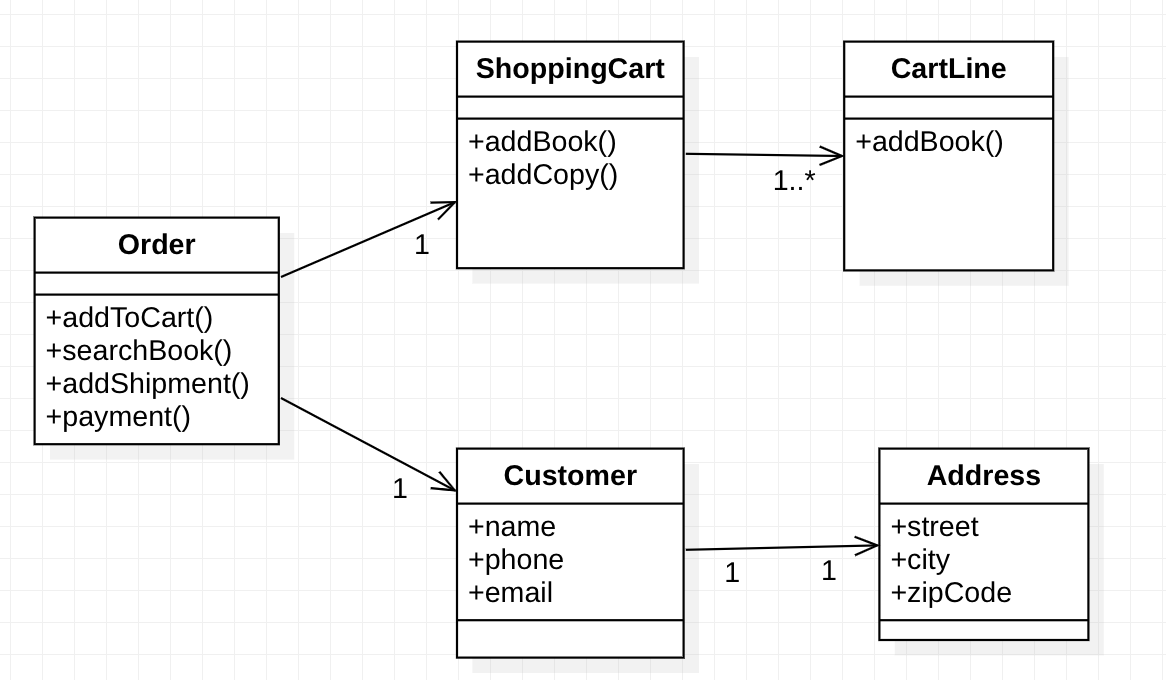 ShoppingCart
+addBook()
+addCopy()
1..*
CartLine
+addBook()
Order
+addToCart()
+searchBook()
+addShipment()
+payment()
1
1
Customer
+name
+phone
+email
1
1
Address
+street
+city
+zipCode